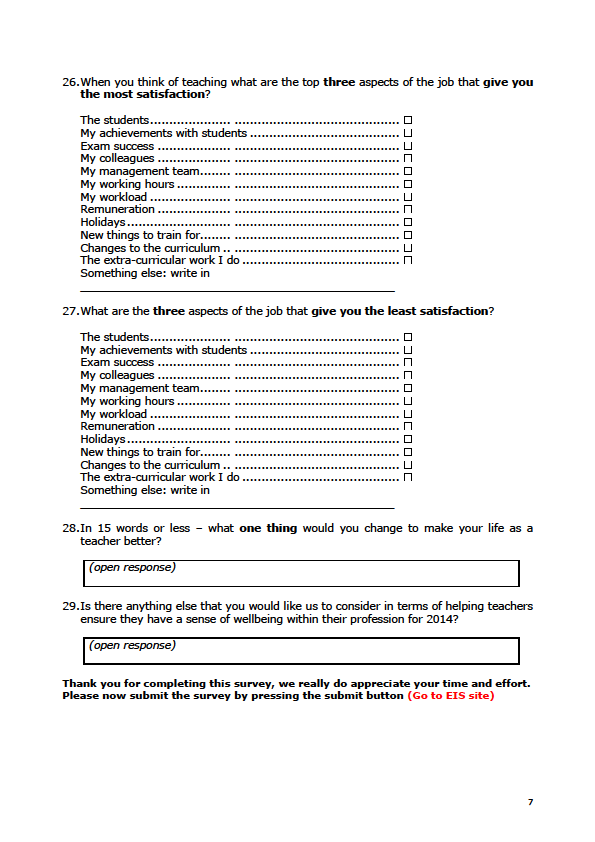 26.When you think of teaching what are the top three aspects of the job that give you
the most satisfaction?
The students..................... ........................................... ☐
My achievements with students ....................................... ☐
Exam success ................... ........................................... ☐
My colleagues ................... ........................................... ☐
My management team........ ........................................... ☐
My working hours .............. ........................................... ☐
My workload ..................... ........................................... ☐
Remuneration ................... ........................................... ☐
Holidays........................... ........................................... ☐
New things to train for........ ........................................... ☐
Changes to the curriculum .. ........................................... ☐
The extra-curricular work I do ......................................... ☐
Something else: write in
27.What are the three aspects of the job that give you the least satisfaction?
The students..................... ........................................... ☐
My achievements with students ....................................... ☐
Exam success ................... ........................................... ☐
My colleagues ................... ........................................... ☐
My management team........ ........................................... ☐
My working hours .............. ........................................... ☐
My workload ..................... ........................................... ☐
Remuneration ................... ........................................... ☐
Holidays........................... ........................................... ☐
New things to train for........ ........................................... ☐
Changes to the curriculum .. ........................................... ☐
The extra-curricular work I do ......................................... ☐
Something else: write in
28.In 15 words or less – what one thing would you change to make your life as a
teacher better?
(open response)
29.Is there anything else that you would like us to consider in terms of helping teachers
ensure they have a sense of wellbeing within their profession for 2014?
(open response)
Thank you for completing this survey, we really do appreciate your time and effort.
Please now submit the survey by pressing the submit button (Go to EIS site)
7